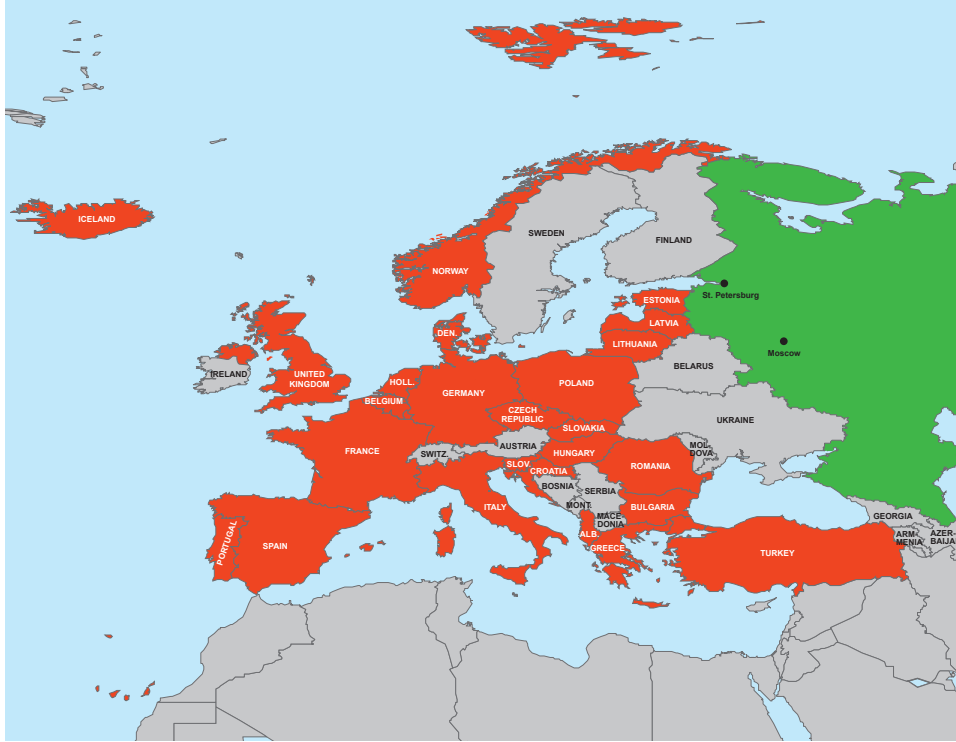 ICELAND
SWEDEN
FINLAND
NORWAY
St. Petersburg
ESTONIA
LATVIA
DEN.
LITHUANIA
Moscow
BELARUS
IRELAND
UNITED
KINGDOM
HOLL.
POLAND
GERMANY
BELGIUM
CZECH
REPUBLIC
UKRAINE
SLOVAKIA
FRANCE
SWITZ.
AUSTRIA
HUNGARY
MOL
DOVA
SLOV.
CROATIA
ROMANIA
BOSNIA
SERBIA
ITALY
MONT.
BULGARIA
GEORGIA
MACE
DONIA
ALB.
ARM-
MENIA
AZER-
BAIJA
PORTUGAL
SPAIN
GREECE
TURKEY